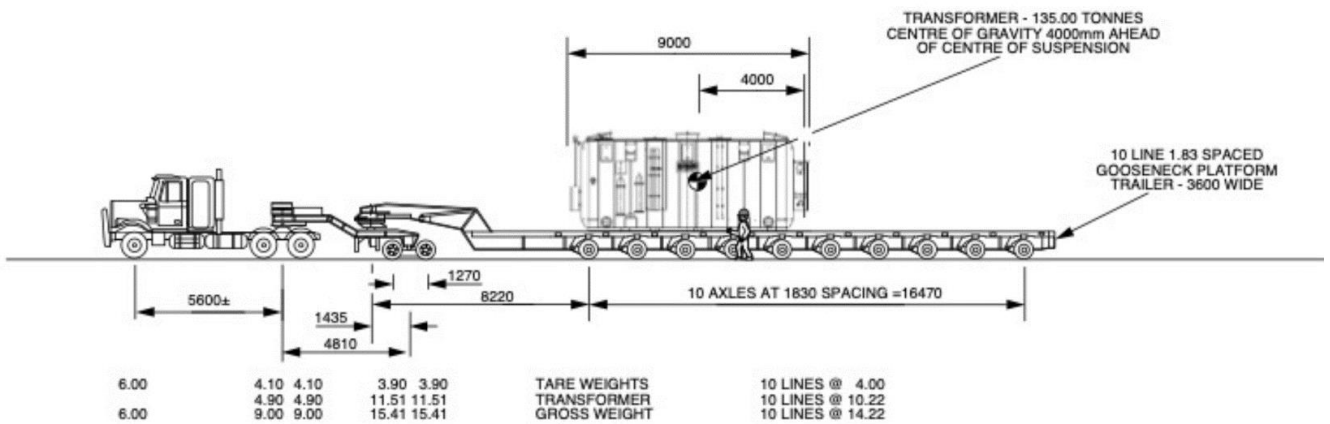 TRANSFORMER - 135.00 TONNES
CENTRE OF GRAVITY 4000mm AHEAD
OF CENTRE OF SUSPENSION
9000
4000
10 LINE 1.83 SPACED
GOOSENECK PLATFORM
TRAILER - 3600 WIDE
1270
5600±
8220
10 AXLES AT 1830 SPACING =16470
1435
4810
6.00 4.10 4.10 3.90 3.90 TARE WEIGHTS 10 LINES @ 4.00
4.90 4.90 11.51 11.51 TRANSFORMER 10 LINES @ 10.22
6.00 9.00 9.00 15.41 15.41 GROSS WEIGHT 10 LINES @ 14.22